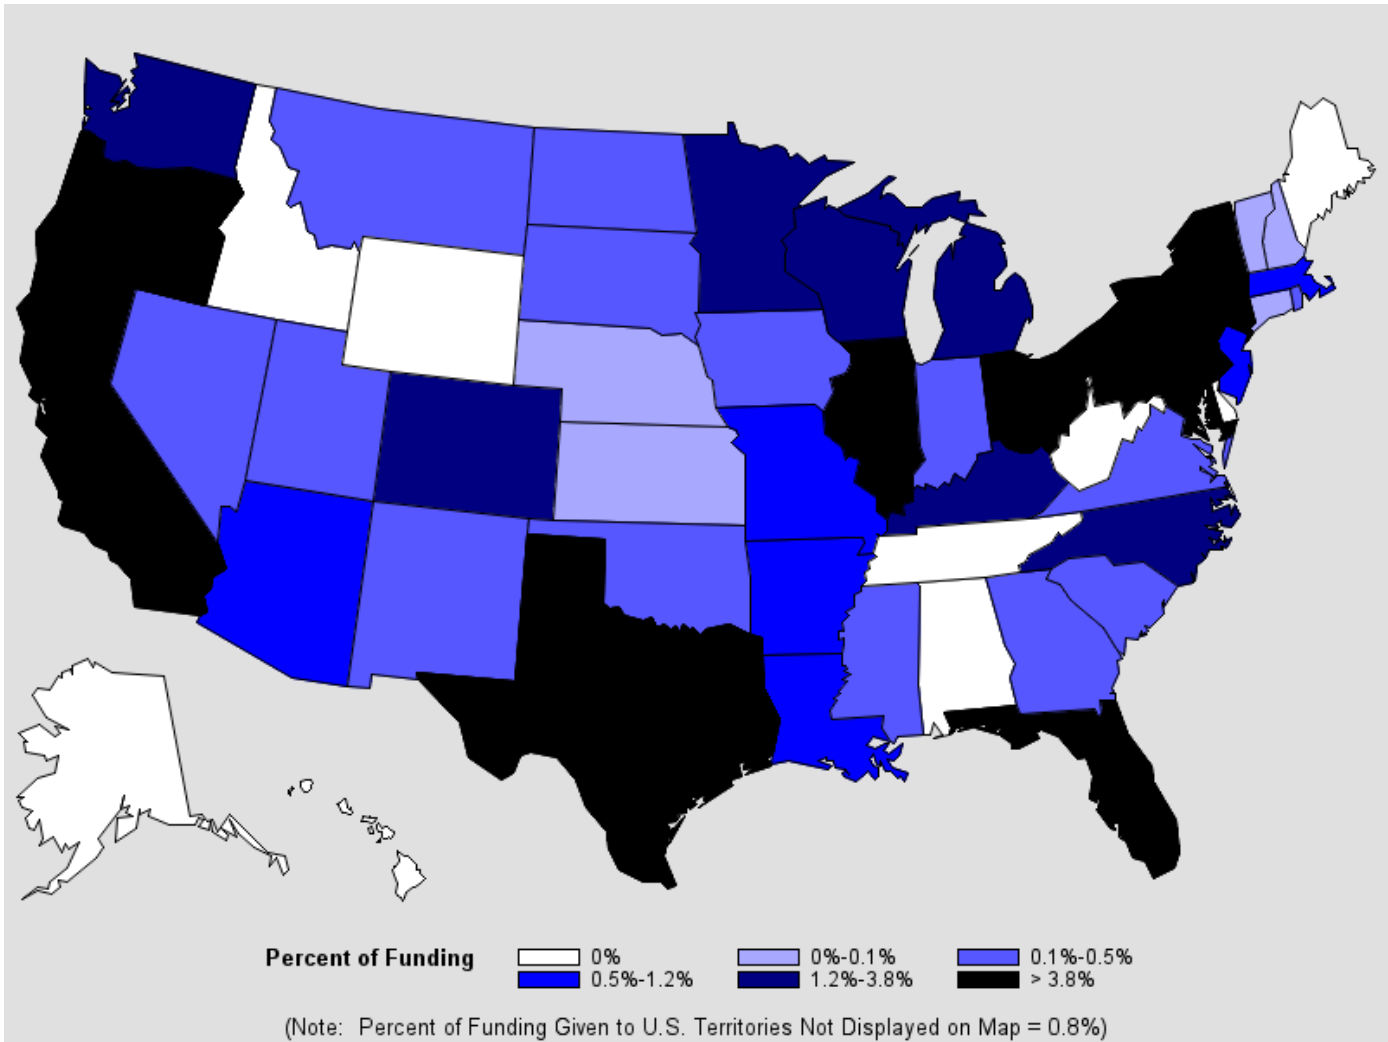 Percent of Funding 0% 0%-0.1% 0.1%-0.5%
0.5%-1.2% 1.2%-3.8% > 3.8%
(Note: Percent of Funding Given to U.S. Territories Not Displayed on Map = 0.8%)